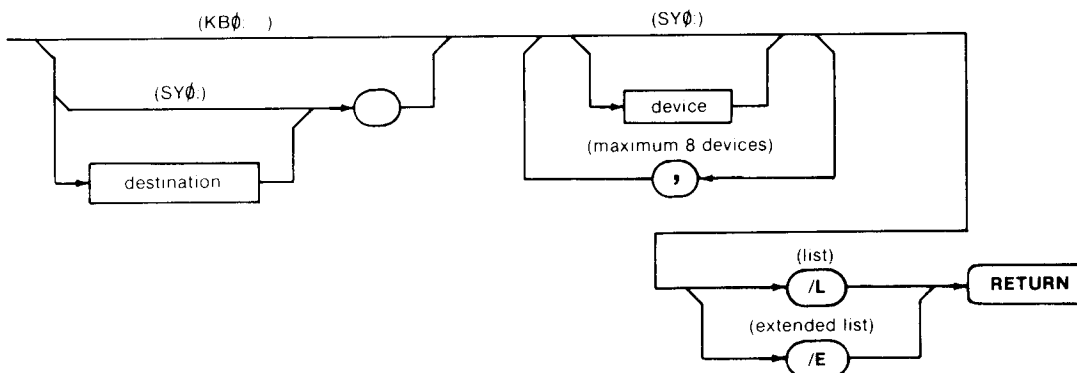 (KBØ: )
(SYØ:)
(SYØ:)
device
(maximum 8 devices)
destination
,
(list)
/L
RETURN
(extended list)
/E